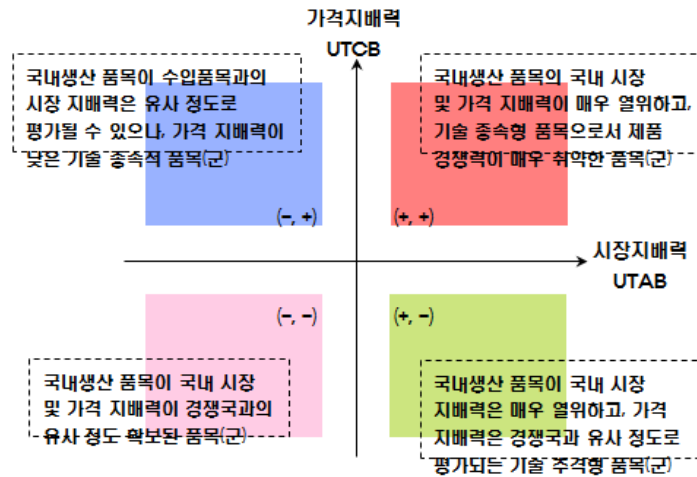 가격지배력
UTCB
국내생산 품목이 수입품목과의
시장 지배력은 유사 정도로
평가될 수 있으나, 가격 지배력이
낮은 기술 종속적 품목(군)
국내생산 품목의 국내 시장
및 가격 지배력이 매우 열위하고,
기술 종속형 품목으로서 제품
경쟁력이 매우 취약한 품목(군)
(-, +)
(+, +)
시장지배력
UTAB
(-, -)
(+, -)
국내생산 품목이 국내 시장
및 가격 지배력이 경쟁국과의
유사 정도 확보된 품목(군)
국내생산 품목이 국내 시장
지배력은 매우 열위하고, 가격
지배력은 경쟁국과 유사 정도로
평가되는 기술 추격형 품목(군)